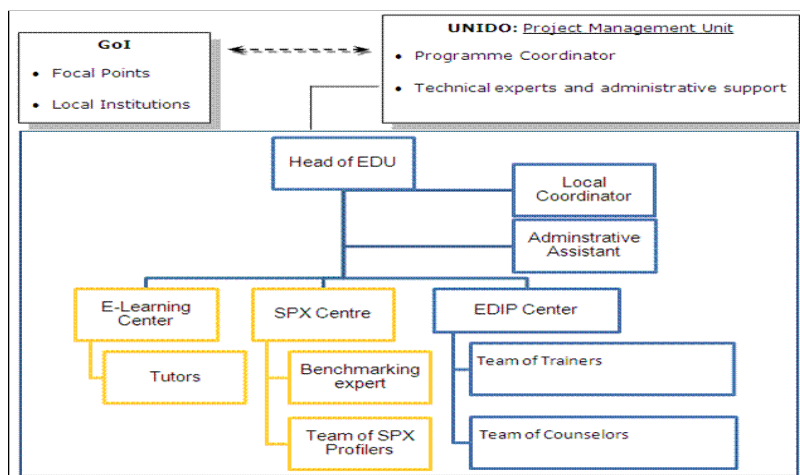 GoI
• Focal Points
• Local Institutions
UNIDO: Project Management Unit
• Programme Coordinator
• Technical experts and administrative support
Head of EDU
Local
Coordinator
Adminstrative
Assistant
E-Learning
Center
SPX Centre
EDIP Center
Tutors
Benchmarking
expert
Team of SPX
Profilers
Team of Trainers
Team of Counselors